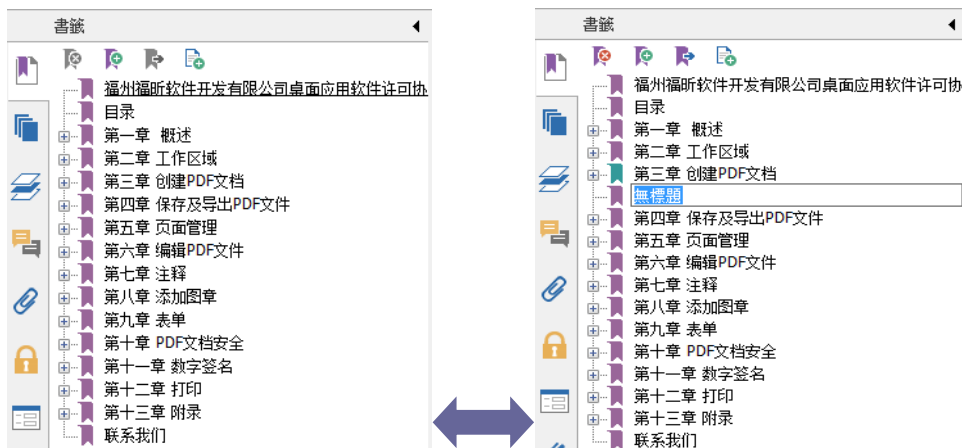 書籤
福州福昕软件开发有限公司桌面应用软件许可协
目录
第一章 概述
第二章 工作区域
第三章 创建PDF文档
第四章 保存及导出PDF文件
第五章 页面管理
第六章 编辑PDF文件
第七章 注释
第八章 添加图章
第九章 表单
第十章 PDF文档安全
第十一章 数字签名
第十二章 打印
第十三章 附录
联系我们
書籤
福州福昕软件开发有限公司桌面应用软件许可协
目录
第一章 概述
第二章 工作区域
第三章 创建PDF文档
無標題
第四章 保存及导出PDF文件
第五章 页面管理
第六章 编辑PDF文件
第七章 注释
第八章 添加图章
第九章 表单
第十章 PDF文档安全
第十一章 数字签名
第十二章 打印
第十三章 附录
联系我们